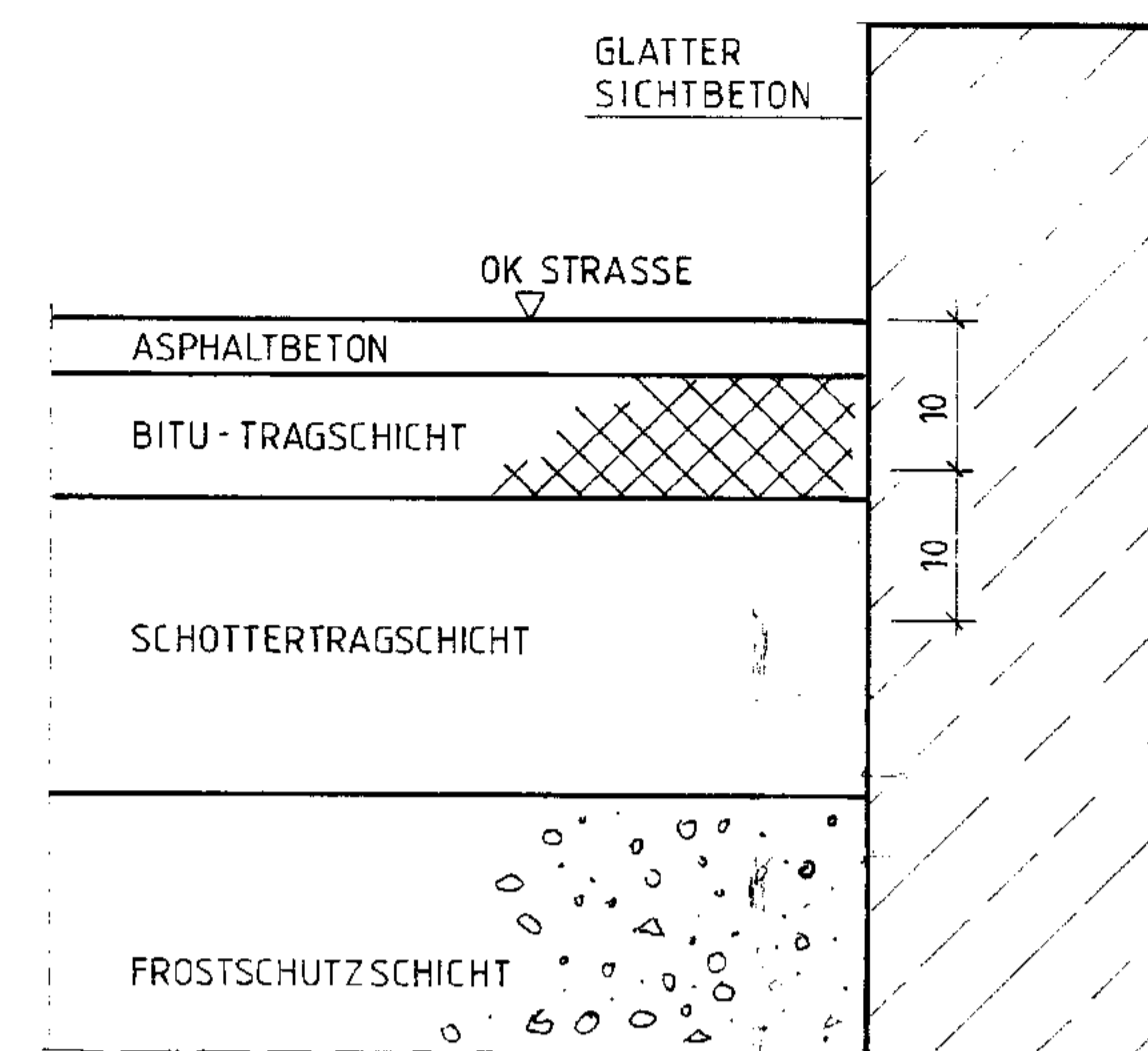 GLATTER
SICHTBETON
OK STRASSE
ASPHALTBETON
BITU-TRAGSCHICHT
10
10
SCHOTTERTRAGSCHICHT
FROSTSCHUTZSCHICHT